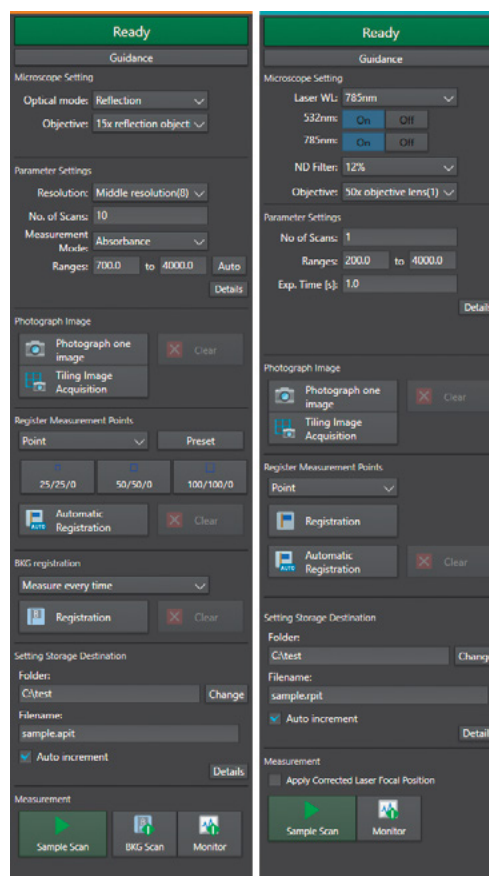 Ready
Guidance
Microscope Setting
Optical mode: Reflection
Objective: 15x reflection object
Parameter Settings
Resolution: Middle resolution(8)
No. of Scans: 10
Measurement
Mode: Absorbance
Ranges: 700.0 to 4000.0 Auto
Details
Photograph Image
Photograph one
image
Clear
Tiling Image
Acquisition
Register Measurement Points
Point Preset
25/25/0 50/50/0 100/100/0
Automatic
Registration
Clear
AUTO
BKG registration
Measure every time
Registration Clear
Setting Storage Destination
Folder:
C:\test Change
Filename:
sample.apit
Auto increment
Details
Measurement
Sample Scan BKG Scan Monitor
Ready
Guidance
Microscope Setting
Laser WL: 785nm
532nm: On Off
785nm: On Off
ND Filter: 12%
Objective: 50x objective lens(1)
Parameter Settings
No of Scans: 1
Ranges: 200.0 to 4000.0
Exp. Time [s]: 1.0
Details
Photograph Image
Photograph one
image
Clear
Tiling Image
Acquisition
Register Measurement Points
Point
Registration
Automatic
Registration
Clear
AUTO
Setting Storage Destination
Folder:
C:\test Change
Filename:
sample.rpit
Auto increment
Detail
Measurement
Apply Corrected Laser Focal Position
Sample Scan Monitor